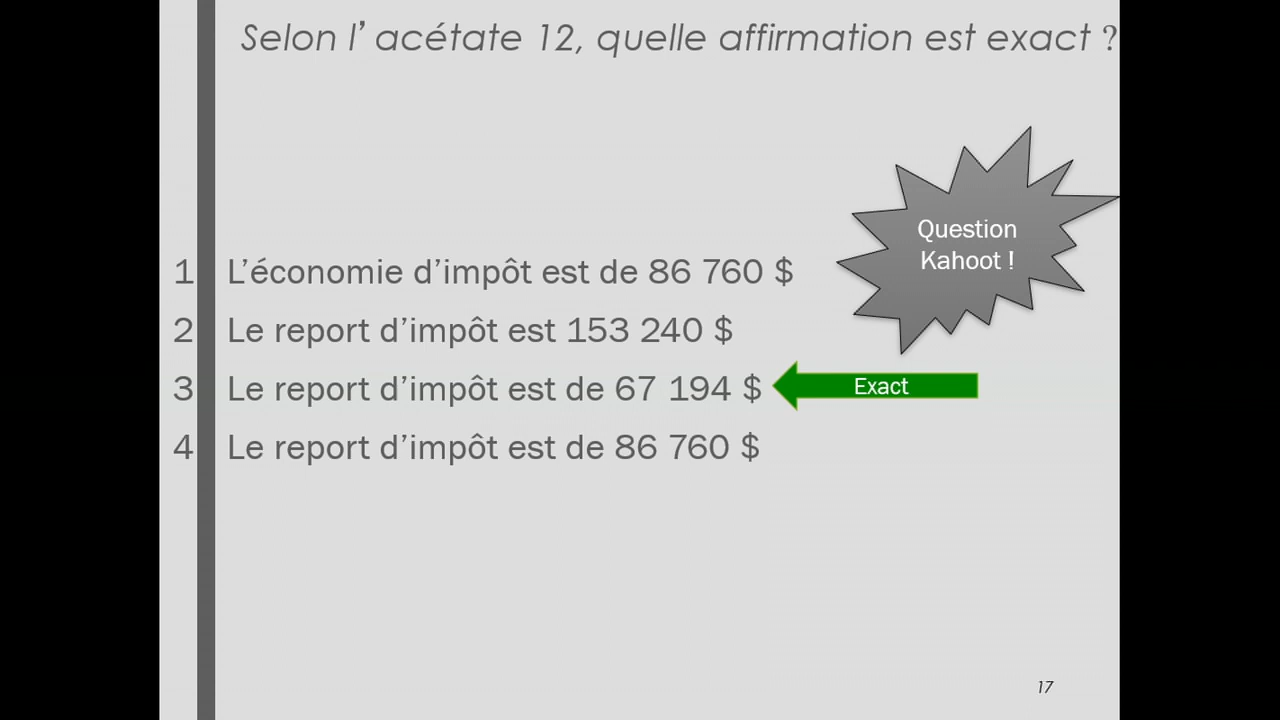 Selon l’acétate 12, quelle affirmation est exact ?
Question
Kahoot !
1 L’économie d’impôt est de 86 760 $
2 Le report d’impôt est 153 240 $
3 Le report d’impôt est de 67 194 $
Exact
4 Le report d’impôt est de 86 760 $
17